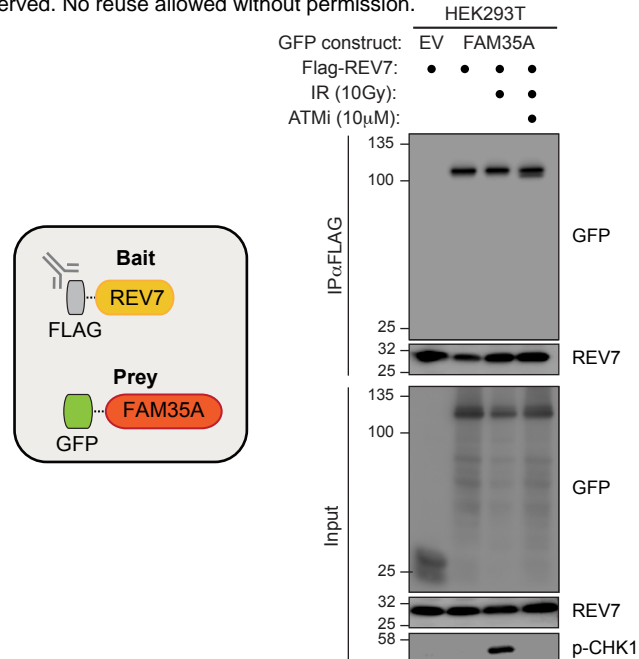 erved. No reuse allowed without permission.
HEK293T
GFP construct: EV FAM35A
Flag-REV7: • • • •
IR (10Gy): • •
ATMi (10μM): •
135
100
25
IPαFLAG
GFP
32
25
REV7
135
100
25
Input
GFP
32
25
REV7
58
p-CHK1
Bait
REV7
FLAG
Prey
FAM35A
GFP